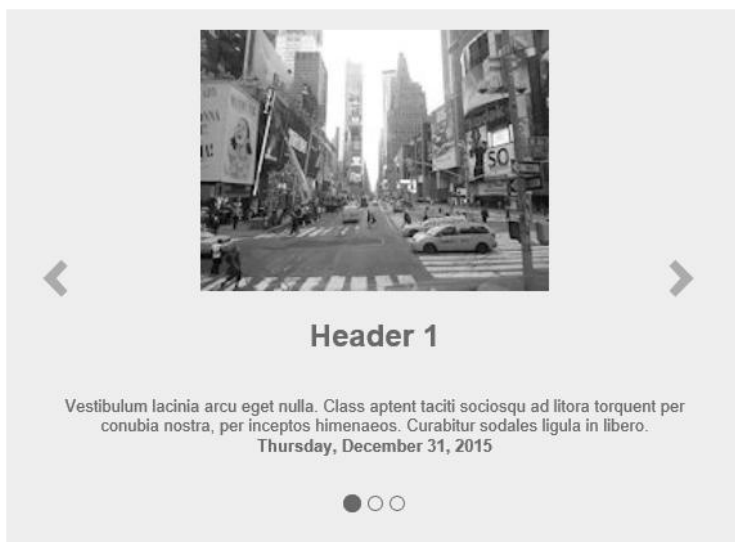 SO
Header 1
Vestibulum lacinia arcu eget nulla. Class aptent taciti sociosqu ad litora torquent per
conubia nostra, per inceptos himenaeos. Curabitur sodales ligula in libero.
Thursday, December 31, 2015